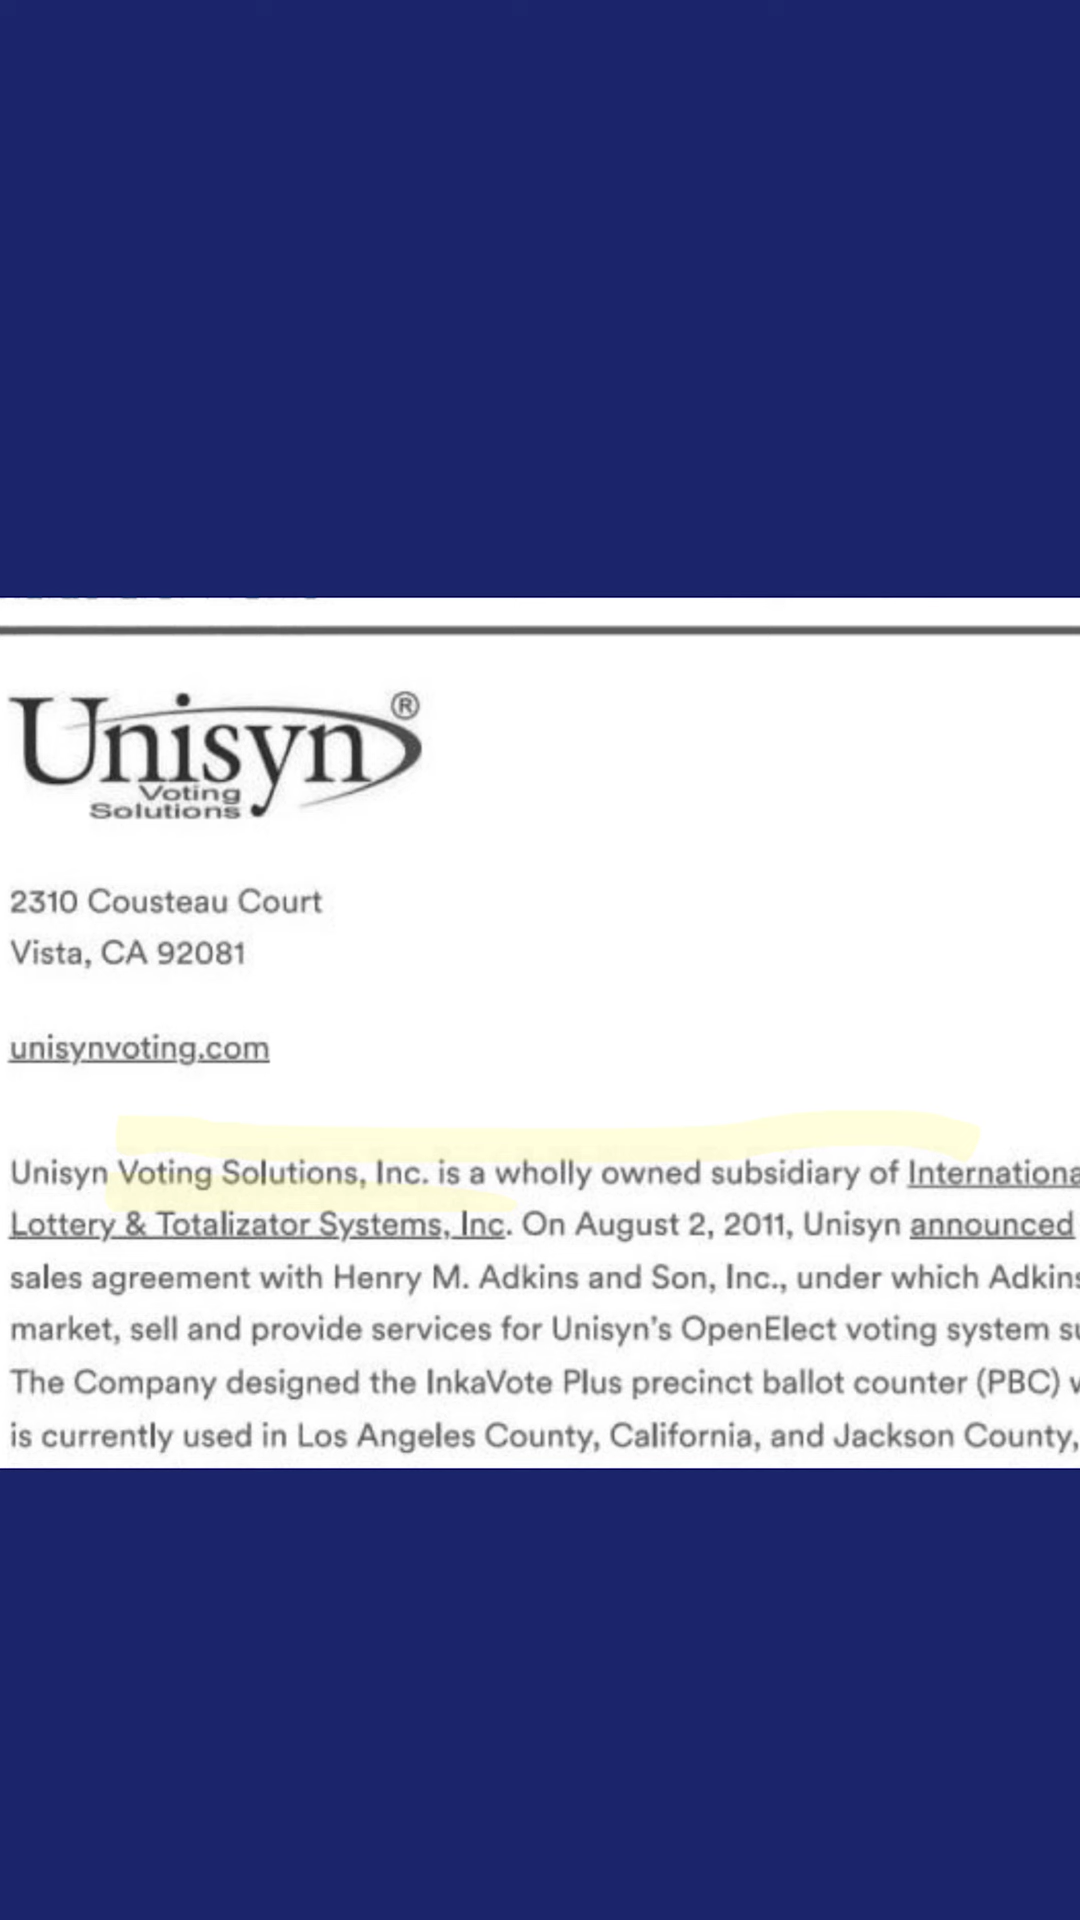 Unisyn®
Voting
Solutions
2310 Cousteau Court
Vista, CA 92081
unisynvoting.com
Unisyn Voting Solutions, Inc. is a wholly owned subsidiary of Internationa
Lottery & Totalizator Systems, Inc. On August 2, 2011, Unisyn announced
sales agreement with Henry M. Adkins and Son, Inc., under which Adkins
market, sell and provide services for Unisyn's OpenElect voting system su
The Company designed the InkaVote Plus precinct ballot counter (PBC) w
is currently used in Los Angeles County, California, and Jackson County,